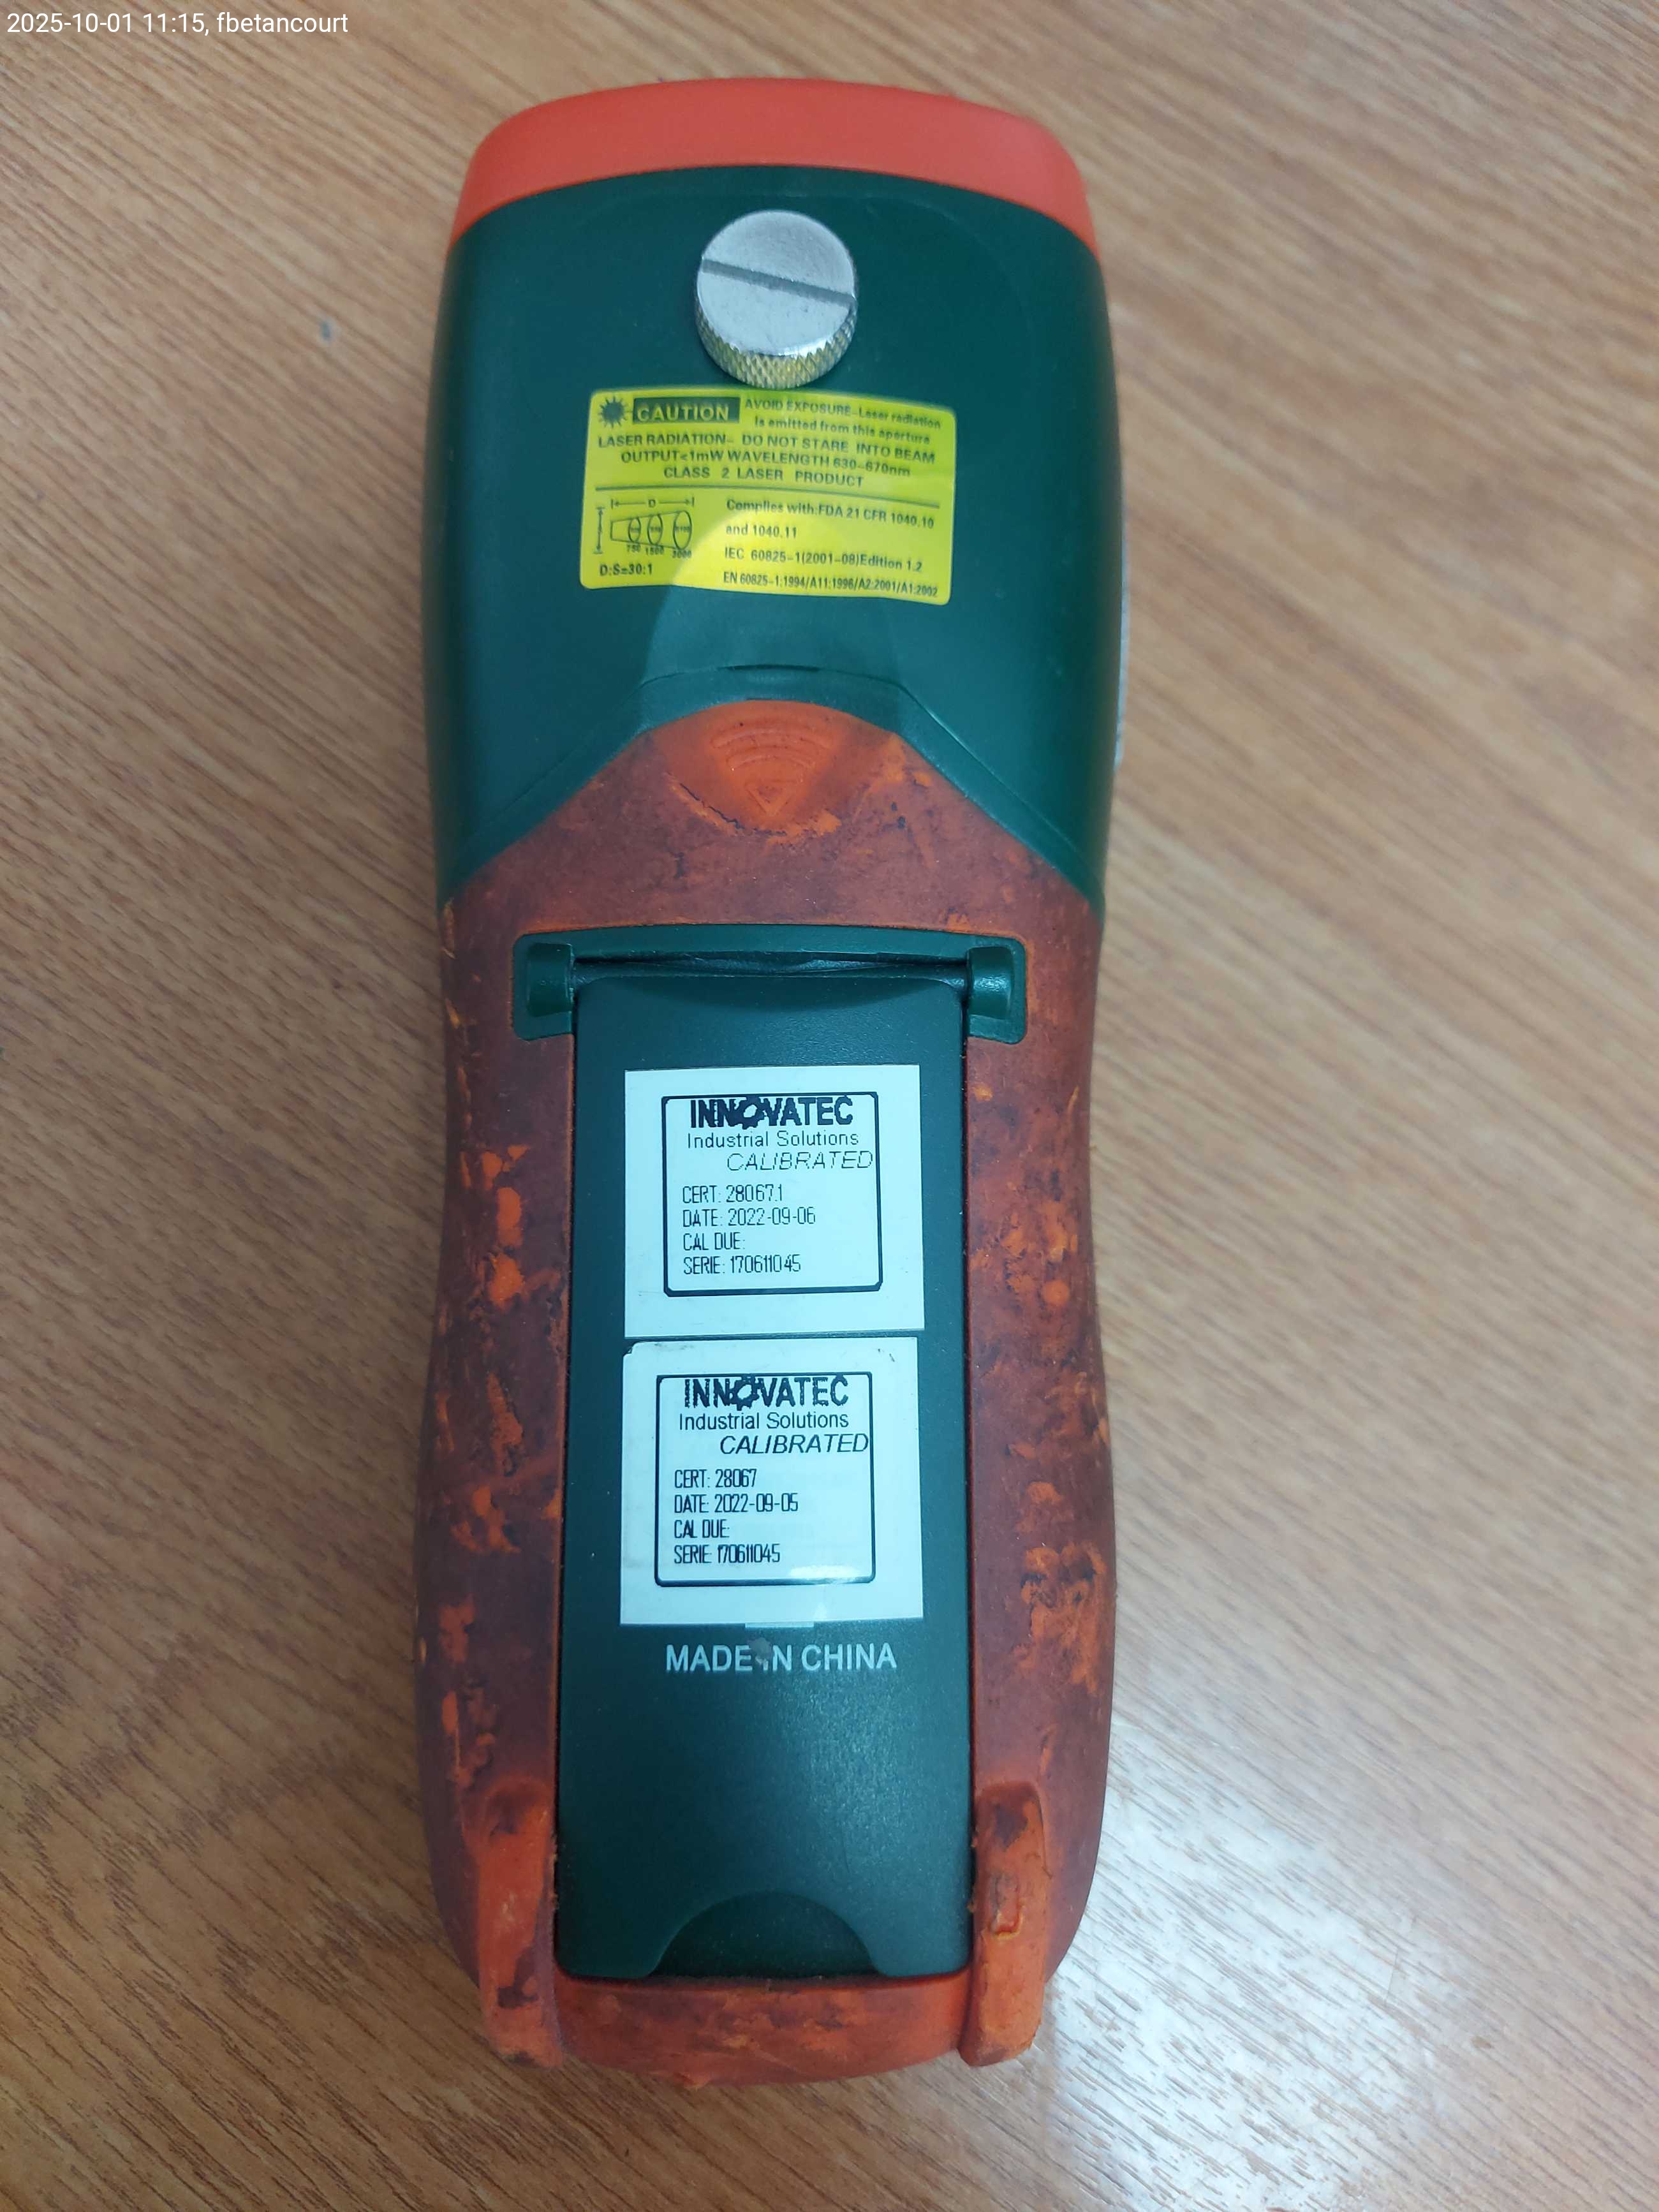 2025-10-01 11:15, fbetancourt
CAUTION
AVOID EXPOSURE-Laser radiation
is emitted from this aperture
LASER RADIATION- DO NOT STARE INTO BEAM
OUTPUT<1mW WAVELENGTH 630-670nm
CLASS 2 LASER PRODUCT
D
D:S=30:1
Complies with:FDA 21 CFR 1040.10
and 1040.11
IEC 60825-1(2001-08)Edition 1.2
EN 60825-1:1994/A11:1996/A2:2001/A1:2002
INNOVATEC
Industrial Solutions
CALIBRATED
CERT: 28067.1
DATE: 2022-09-06
CAL DUE:
SERIE: 170611045
INNOVATEC
Industrial Solutions
CALIBRATED
CERT: 28067
DATE: 2022-09-05
CAL DUE:
SERIE: 170611045
MADE IN CHINA